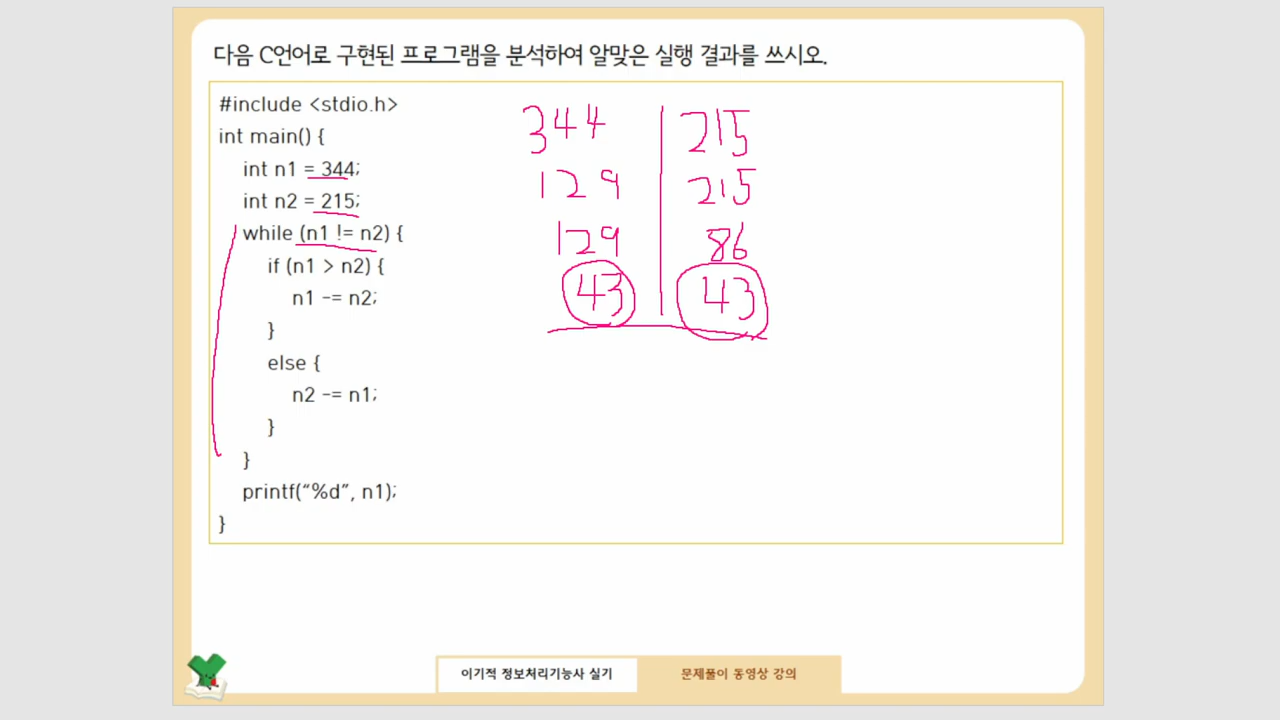 다음 C언어로 구현된 프로그램을 분석하여 알맞은 실행 결과를 쓰시오.
#include <stdio.h>
int main() {
int n1 = 344;
int n2 = 215;
while (n1 != n2) {
if (n1 > n2) {
n1 -= n2;
}
else {
n2 -= n1;
}
}
printf(“%d”, n1);
}
344 215
129 215
129 86
43 43
이기적 정보처리기능사 실기
문제풀이 동영상 강의